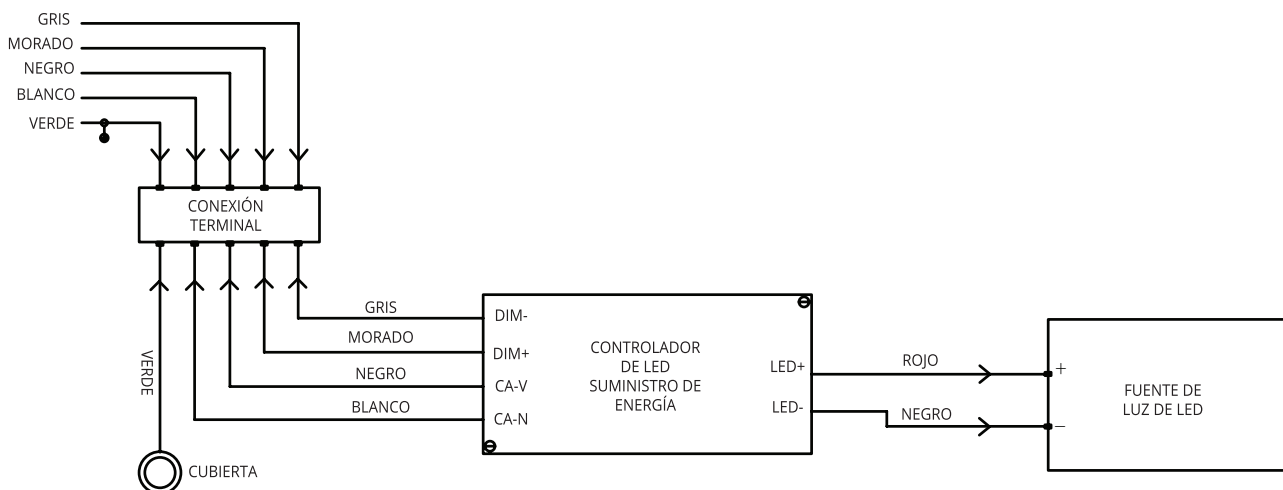 GRIS
MORADO
NEGRO
BLANCO
VERDE
CONEXIÓN
TERMINAL
GRIS
MORADO
NEGRO
BLANCO
VERDE
CUBIERTA
DIM-
DIM+
CA-V
CA-N
CONTROLADOR
DE LED
SUMINISTRO DE
ENERGÍA
LED+
LED-
ROJO
NEGRO
+
−
FUENTE DE
LUZ DE LED